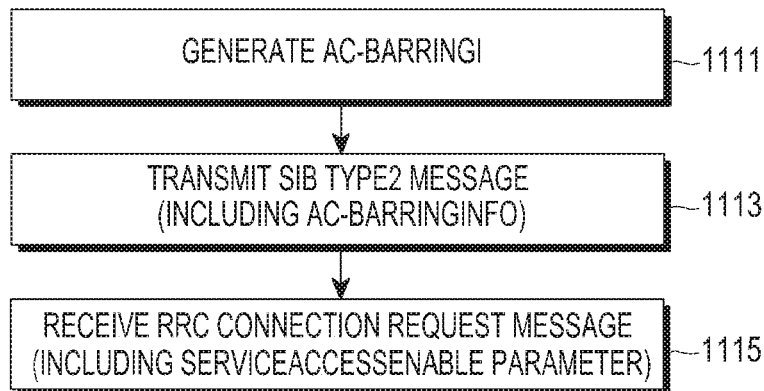 GENERATE AC-BARRINGI
1111
TRANSMIT SIB TYPE2 MESSAGE
(INCLUDING AC-BARRINGINFO)
1113
RECEIVE RRC CONNECTION REQUEST MESSAGE
(INCLUDING SERVICEACCESSENABLE PARAMETER)
1115